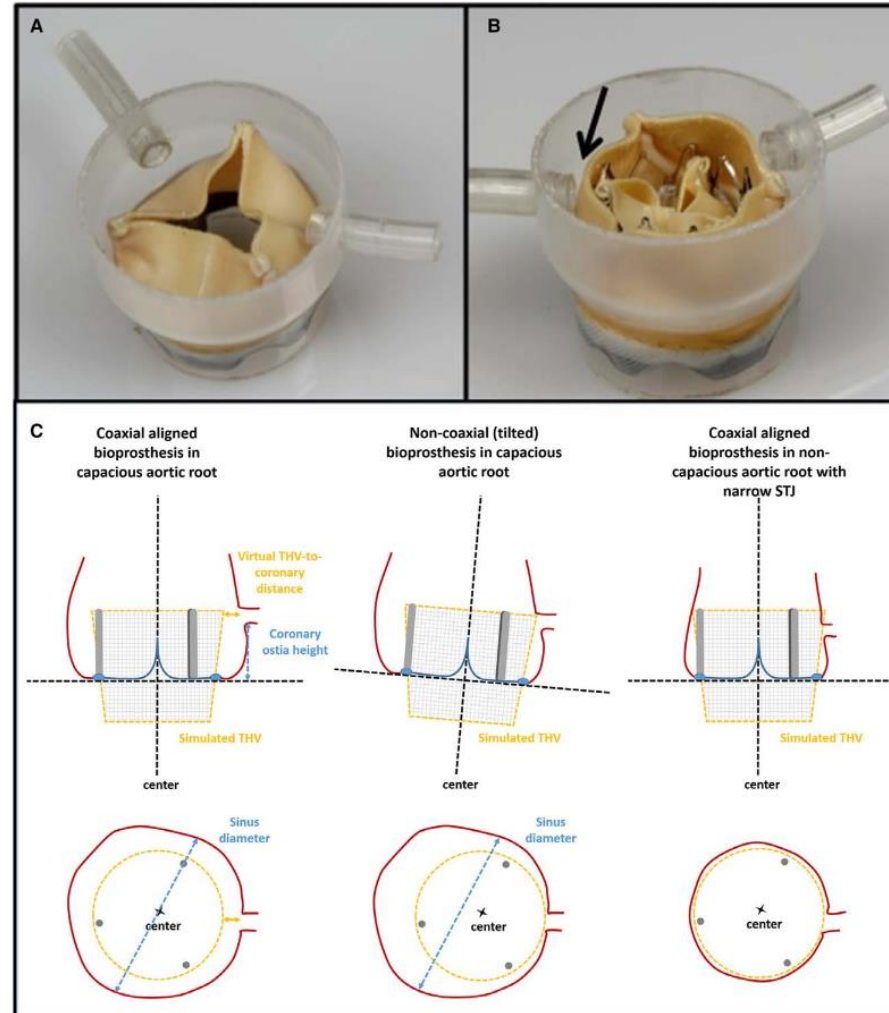 A
B
C
Coaxial aligned
bioprosthesis in
capacious aortic root
Non-coaxial (tilted)
bioprosthesis in capacious
aortic root
Coaxial aligned
bioprosthesis in non-
capacious aortic root with
narrow STJ
Virtual THV-to-
coronary
distance
Coronary
ostia height
Simulated THV
center
Simulated THV
center
Simulated THV
center
Sinus
diameter
center
Sinus
diameter
center
center